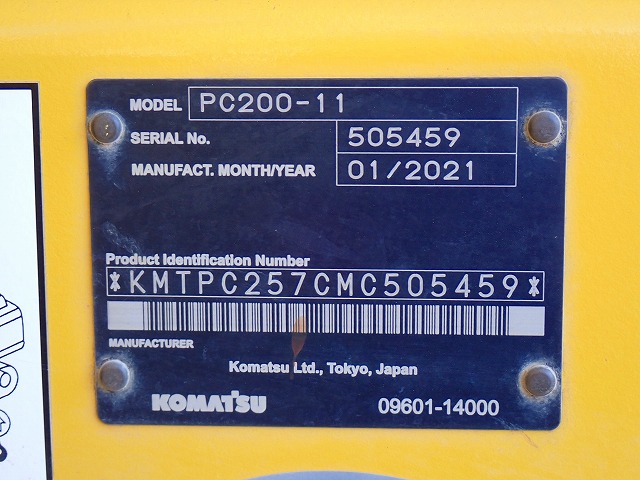 MODEL PC200-11
SERIAL No. 505459
MANUFACT. MONTH/YEAR 01/2021
Product Identification Number
*KMTPC257CMC505459*
MANUFACTURER
Komatsu Ltd., Tokyo, Japan
KOMATSU 09601-14000